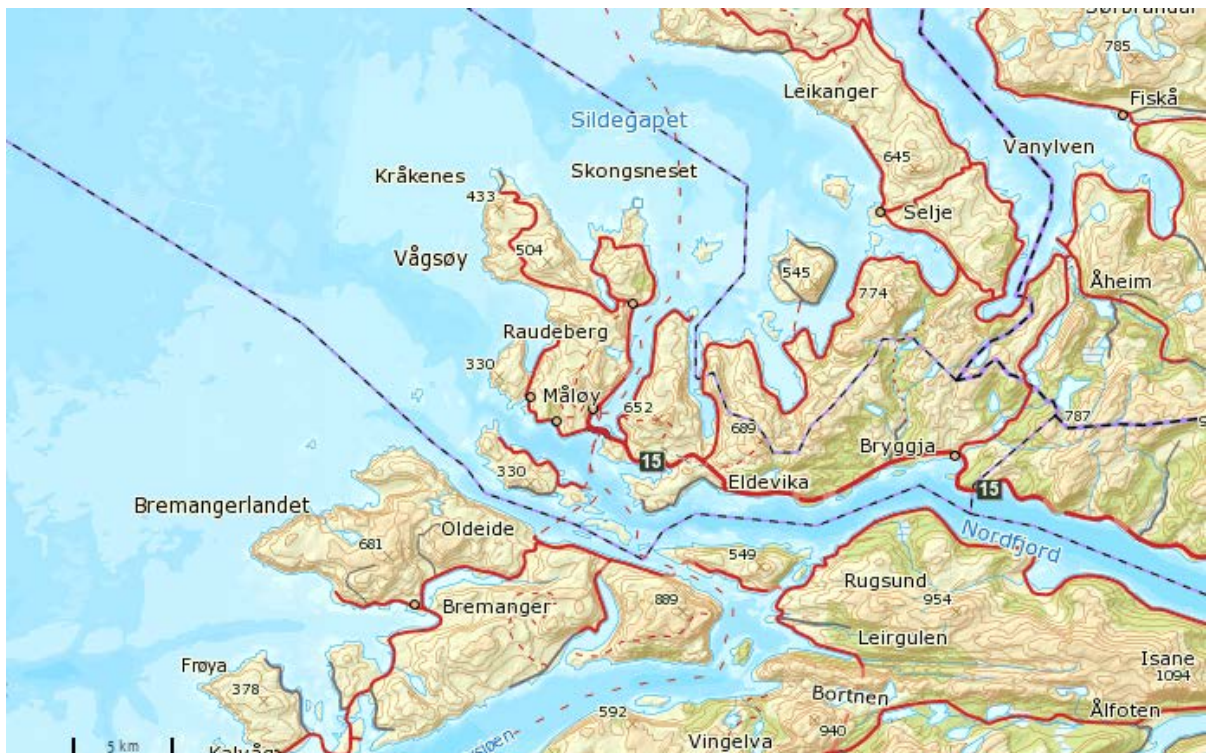 785
Leikanger
Fiskå
Sildegapet
Vanylven
645
Kråkenes
Skongsneset
433
Selje
504
Vågsøy
545
774
Åheim
Raudeberg
330
Måløy
652
787
689
Bryggja
15
330
Eldevika
15
Bremangerlandet
Oldeide
Nordfjord
681
549
Rugsund
954
889
Bremanger
Leirgulen
Frøya
Isane
378
1094
Bortnen
592
Ålfoten
940
Vingelva
5 km